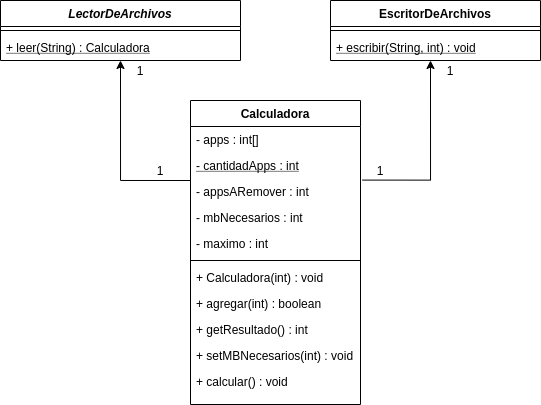 LectorDeArchivos
+ leer(String) : Calculadora
EscritorDeArchivos
+ escribir(String, int) : void
1
1
1
1
Calculadora
- apps : int[]
- cantidadApps : int
- appsARemover : int
- mbNecesarios : int
- maximo : int
+ Calculadora(int) : void
+ agregar(int) : boolean
+ getResultado() : int
+ setMBNecesarios(int) : void
+ calcular() : void